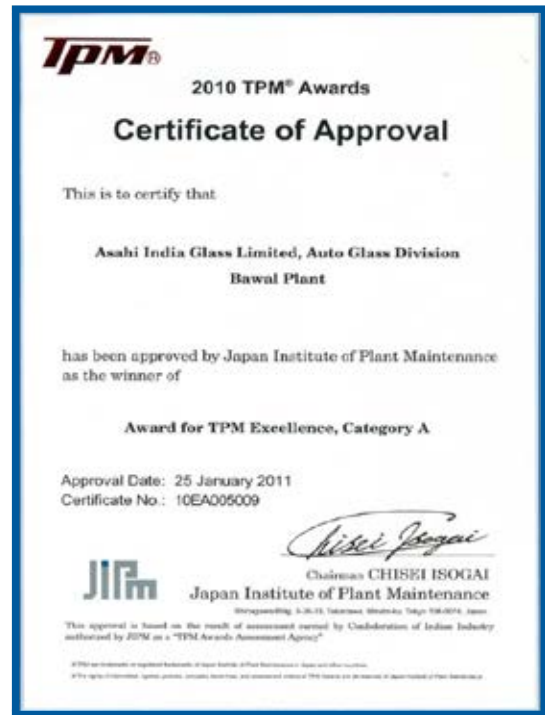 TPM®
2010 TPM® Awards
Certificate of Approval
This is to certify that
Asahi India Glass Limited, Auto Glass Division
Bawal Plant
has been approved by Japan Institute of Plant Maintenance
as the winner of
Award for TPM Excellence, Category A
Approval Date: 25 January 2011
Certificate No.: 10EA005009
Chisei Isogai
JIPM
Chairman CHISEI ISOGAI
Japan Institute of Plant Maintenance
This approval is based on the result of assessment carried by Confederation of Indian Industry
authorized by JIPM as a "TPM Awards Assessment Agency"